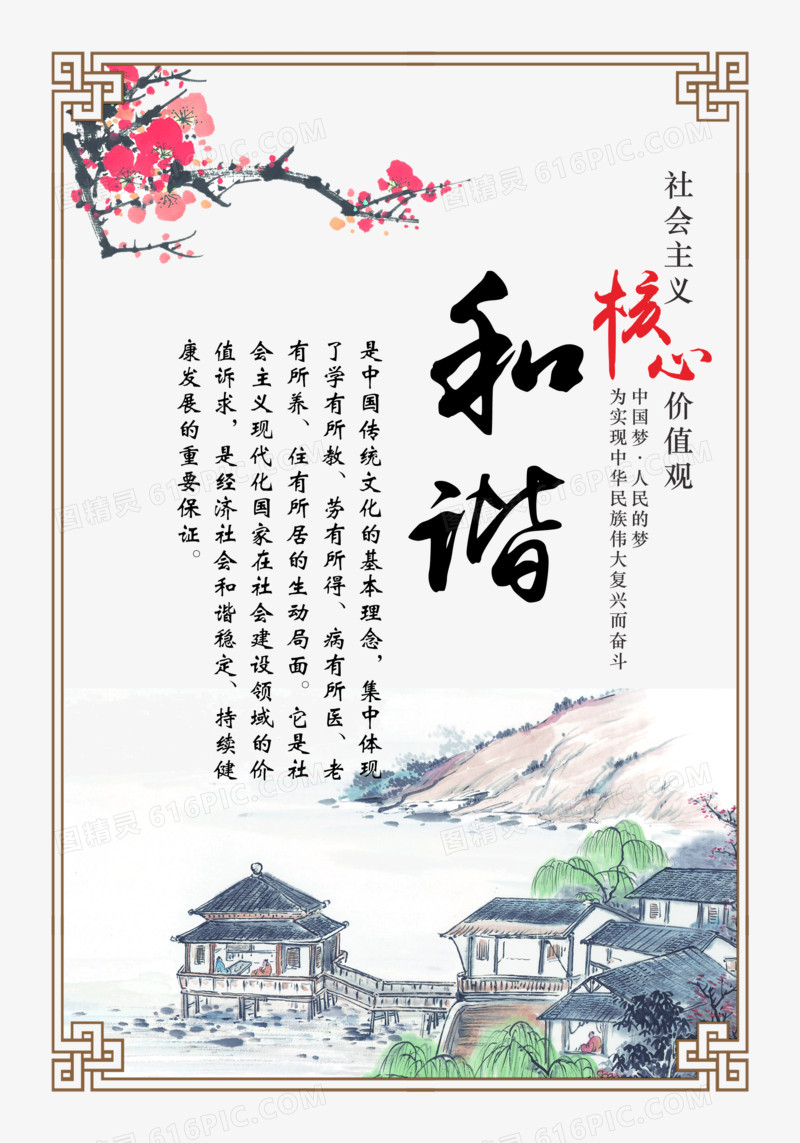 社会主义
核心
价值观
中国梦·人民的梦
为实现中华民族伟大复兴而奋斗
和谐
是中国传统文化的基本理念，集中体现
了学有所教、劳有所得、病有所医、老
有所养、住有所居的生动局面。它是社
会主义现代化国家在社会建设领域的价
值诉求，是经济社会和谐稳定、持续健
康发展的重要保证。
图精灵 616PIC.COM